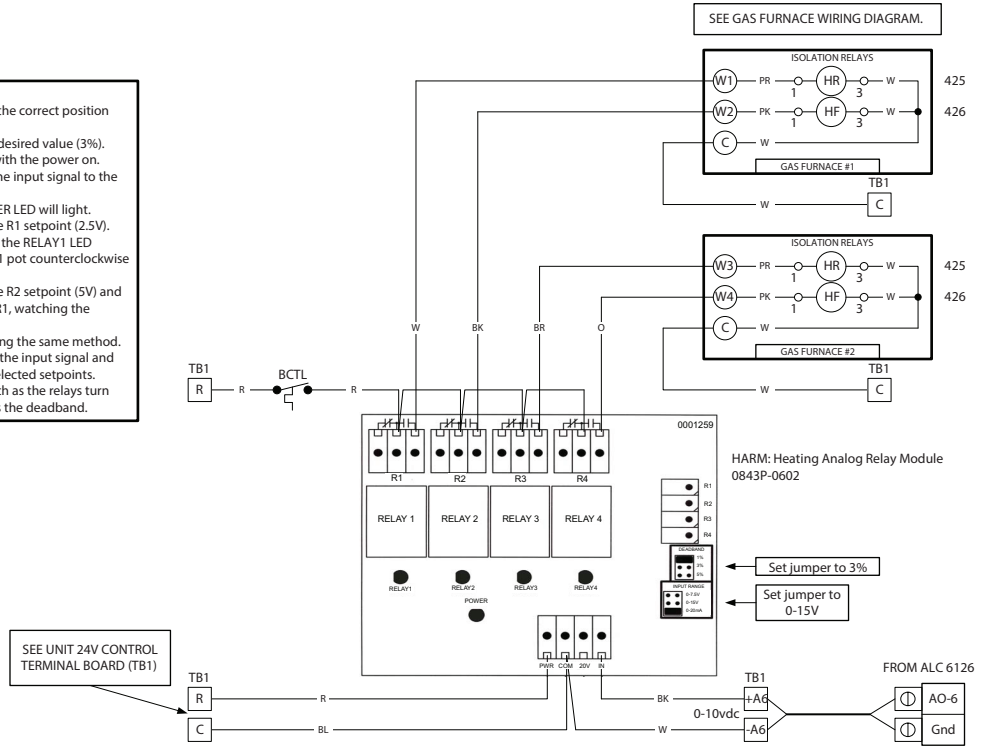 SEE GAS FURNACE WIRING DIAGRAM.
the correct position
desired value (3%).
with the power on.
he input signal to the
ER LED will light.
e R1 setpoint (2.5V).
the RELAY1 LED
1 pot counterclockwise
e R2 setpoint (5V) and
R1, watching the
ng the same method.
the input signal and
elected setpoints.
ch as the relays turn
s the deadband.
ISOLATION RELAYS
W1 PR 1 HR 3 W 425
W2 PK 1 HF 3 W 426
C W
GAS FURNACE #1
TB1
W C
ISOLATION RELAYS
W3 PR 1 HR 3 W 425
W4 PK 1 HF 3 W 426
C W
GAS FURNACE #2
TB1
W C
W BK BR O
TB1 BCTL
R R R
0001259
R1 R2 R3 R4
HARM: Heating Analog Relay Module
0843P-0602
R1
R2
R3
R4
RELAY 1 RELAY 2 RELAY 3 RELAY 4
DEADBAND
1%
3%
5%
Set jumper to 3%
RELAY1 RELAY2 RELAY3 RELAY4
INPUT RANGE
0-7.5V
0-15V
0-20mA
Set jumper to
0-15V
POWER
PWR COM 20V IN
SEE UNIT 24V CONTROL
TERMINAL BOARD (TB1)
TB1
R R
C BL
TB1
BK +A6
0-10vdc
W -A6
FROM ALC 6126
AO-6
Gnd